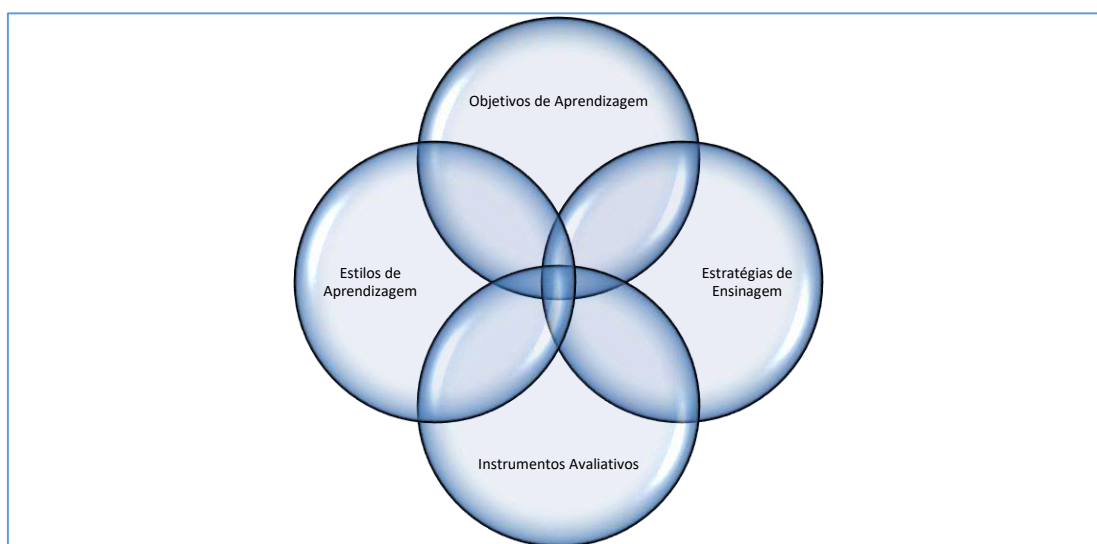 Objetivos de Aprendizagem
Estilos de
Aprendizagem
Estratégias de
Ensinagem
Instrumentos Avaliativos